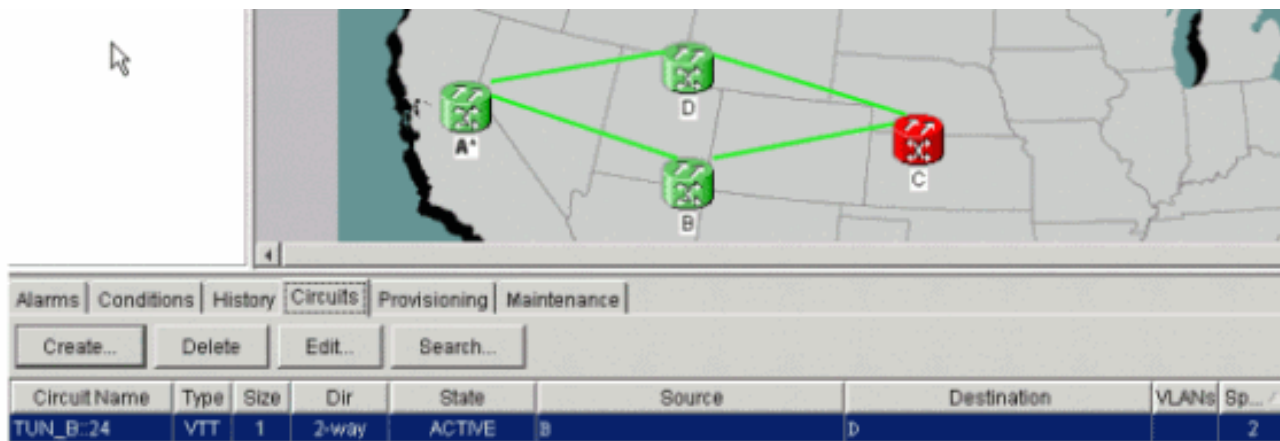 D
A*
C
B
Alarms Conditions History Circuits Provisioning Maintenance
Create... Delete Edit... Search...
Circuit Name Type Size Dir State Source Destination VLANs Sp...
TUN_B::24 VTT 1 2-way ACTIVE B D 2